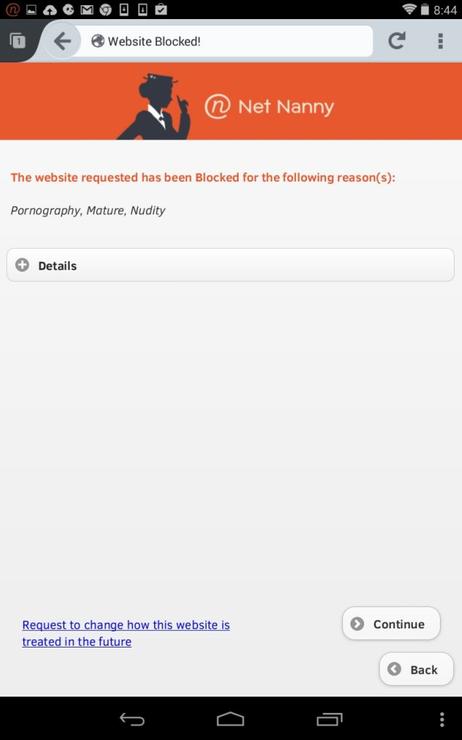 8:44
1
Website Blocked!
n Net Nanny
The website requested has been Blocked for the following reason(s):
Pornography, Mature, Nudity
Details
Request to change how this website is
treated in the future
Continue
Back